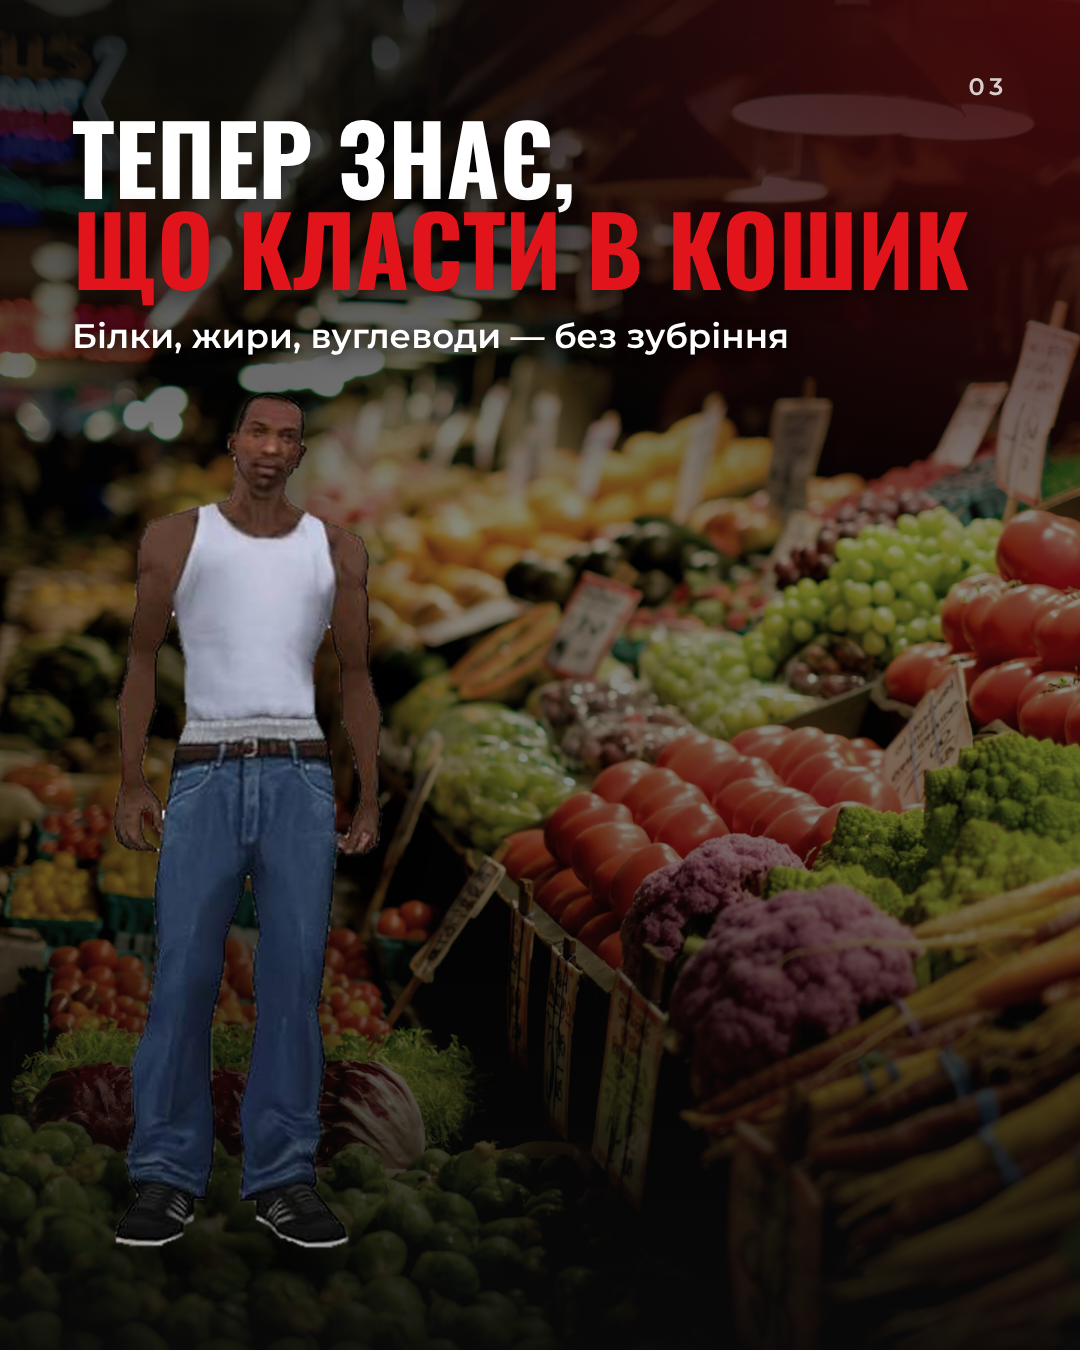 03
ТЕПЕР ЗНАЄ,
ЩО КЛАСТИ В КОШИК
Білки, жири, вуглеводи — без зубріння